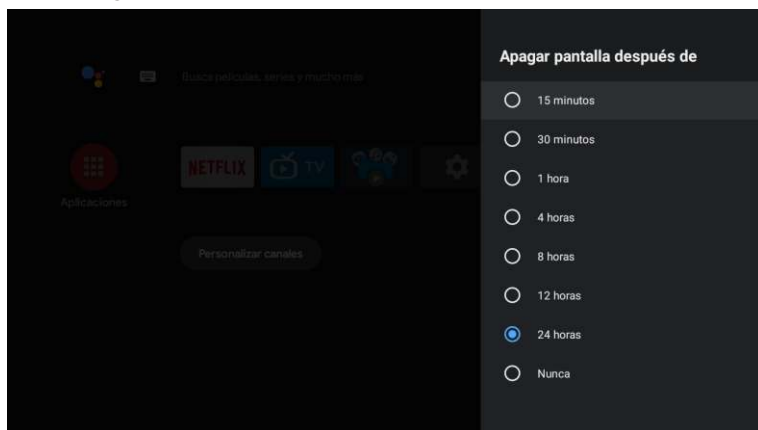 Apagar pantalla después de
Busca películas, series y mucho más
15 minutos
30 minutos
1 hora
NETFLIX
TV
Aplicaciones
4 horas
Personalizar canales
8 horas
12 horas
24 horas
Nunca